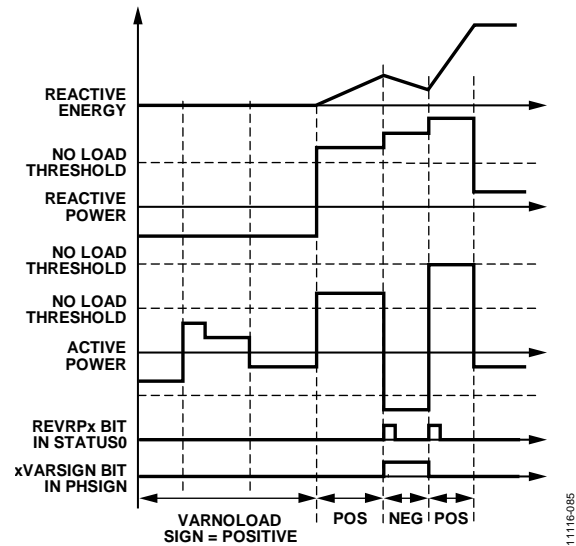 REACTIVE
ENERGY
NO LOAD
THRESHOLD
REACTIVE
POWER
NO LOAD
THRESHOLD
NO LOAD
THRESHOLD
ACTIVE
POWER
REVRPx BIT
IN STATUS0
xVARSIGN BIT
IN PHSIGN
VARNOLOAD
SIGN = POSITIVE
POS
NEG
POS
11116-085